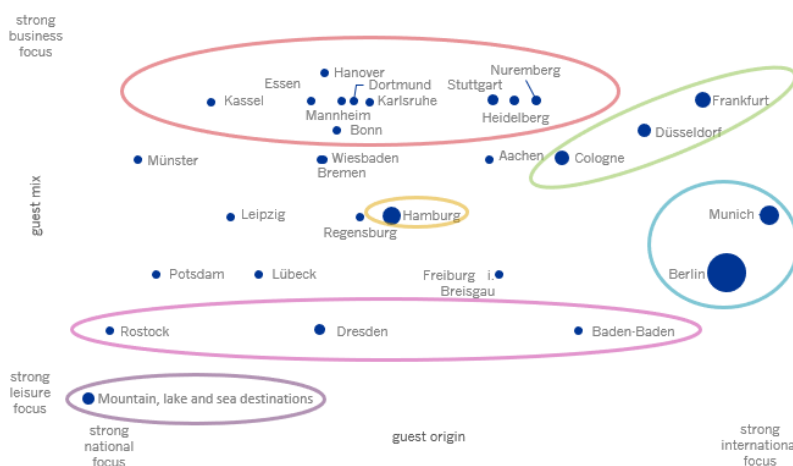 strong
business
focus
Hanover
Nuremberg
Essen
Dortmund
Stuttgart
Kassel
Karlsruhe
Frankfurt
Mannheim
Heidelberg
Bonn
Düsseldorf
Münster
Wiesbaden
Aachen
Cologne
Bremen
guest mix
Leipzig
Hamburg
Munich
Regensburg
Potsdam
Lübeck
Freiburg i.
Breisgau
Berlin
Rostock
Dresden
Baden-Baden
strong
leisure
focus
Mountain, lake and sea destinations
strong
national
focus
guest origin
strong
international
focus